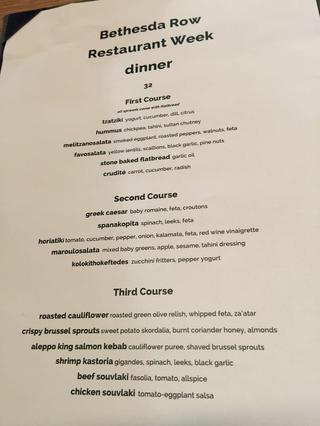 Bethesda Row
Restaurant Week
dinner
32
First Course
all spreads come with flatbread
tzatziki yogurt, cucumber, dill, citrus
hummus chickpea, tahini, sultan chutney
melitzanosalata smoked eggplant, roasted peppers, walnuts, feta
favosalata yellow lentils, scallions, black garlic, pine nuts
stone baked flatbread garlic oil
crudité carrot, cucumber, radish
Second Course
greek caesar baby romaine, feta, croutons
spanakopita spinach, leeks, feta
horiatiki tomato, cucumber, pepper, onion, kalamata, feta, red wine vinaigrette
maroulosalata mixed baby greens, apple, sesame, tahini dressing
kolokithokeftedes zucchini fritters, pepper yogurt
Third Course
roasted cauliflower roasted green olive relish, whipped feta, za'atar
crispy brussel sprouts sweet potato skordalia, burnt coriander honey, almonds
aleppo king salmon kebab cauliflower puree, shaved brussel sprouts
shrimp kastoria gigandes, spinach, leeks, black garlic
beef souvlaki fasolia, tomato, allspice
chicken souvlaki tomato-eggplant salsa